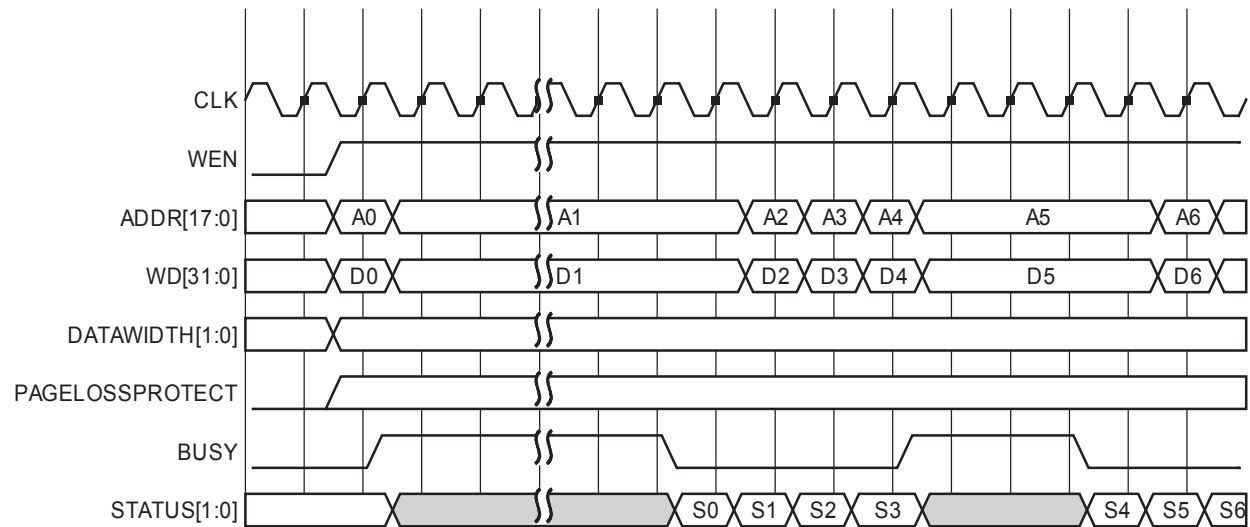 CLK
WEN
ADDR[17:0] A0 A1 A2 A3 A4 A5 A6
WD[31:0] D0 D1 D2 D3 D4 D5 D6
DATAWIDTH[1:0]
PAGELOSSPROTECT
BUSY
STATUS[1:0] S0 S1 S2 S3 S4 S5 S6